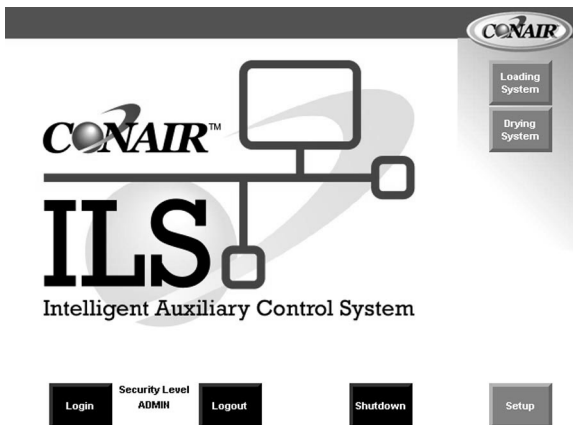 CONAIR
Loading
System
Drying
System
CONAIR™
ILS
Intelligent Auxiliary Control System
Login
Security Level
ADMIN
Logout
Shutdown
Setup